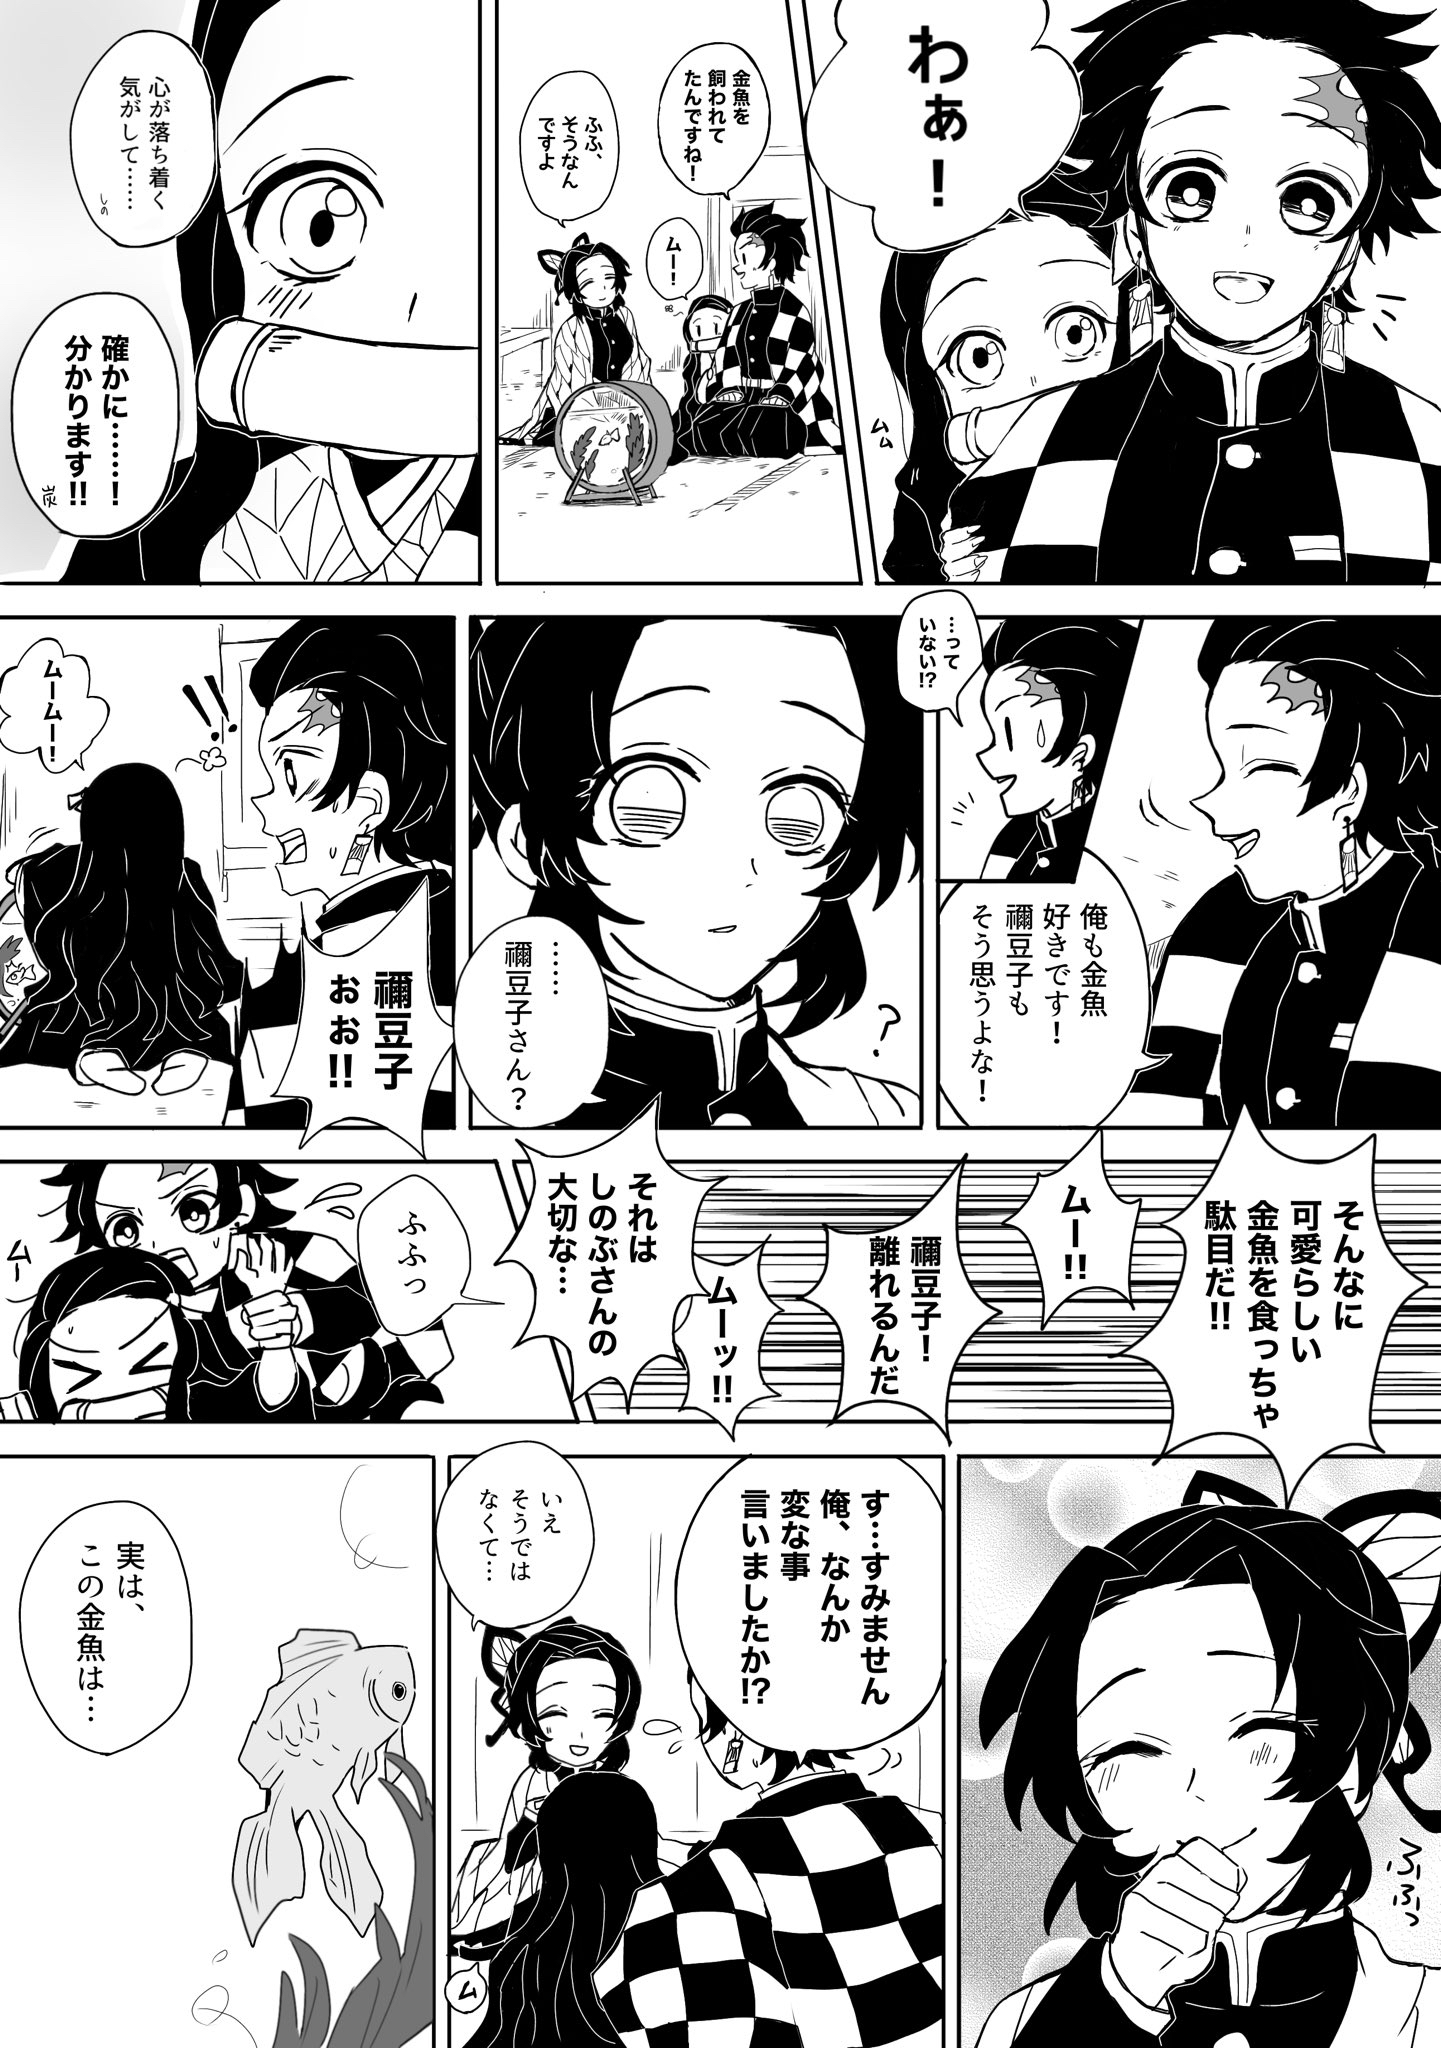 わぁ！
ムム
金魚を
飼われて
たんですね！
ふふ、
そうなん
ですよ
ムー！
心が落ち着く
気がして……
しの
確かに……！
分かります!!
炭
俺も金魚
好きです！
禰豆子も
そう思うよな！
…って
いない!?
？
……
禰豆子さん？
!!
禰豆子
ぉぉ!!
ムームー！
そんなに
可愛らしい
金魚を食っちゃ
駄目だ!!
ムー!!
禰豆子！
離れるんだ
ムーッ!!
それは
しのぶさんの
大切な…
ふふっ
ムー
ふふっ
す…すみません
俺、なんか
変な事
言いましたか!?
いえ
そうでは
なくて…
ム
実は、
この金魚は…